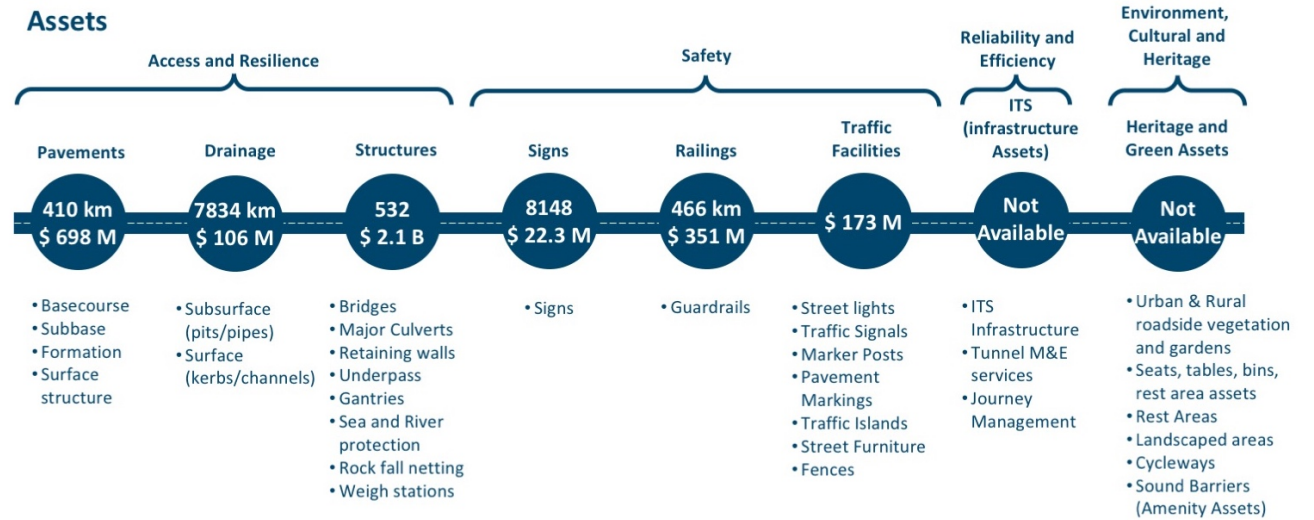 Assets
Access and Resilience
Safety
Reliability and
Efficiency
Environment,
Cultural and
Heritage
Pavements
Drainage
Structures
Signs
Railings
Traffic
Facilities
ITS
(infrastructure
Assets)
Heritage and
Green Assets
410 km
$ 698 M
7834 km
$ 106 M
532
$ 2.1 B
8148
$ 22.3 M
466 km
$ 351 M
$ 173 M
Not
Available
Not
Available
• Basecourse
• Subbase
• Formation
• Surface
structure
• Subsurface
(pits/pipes)
• Surface
(kerbs/channels)
• Bridges
• Major Culverts
• Retaining walls
• Underpass
• Gantries
• Sea and River
protection
• Rock fall netting
• Weigh stations
• Signs
• Guardrails
• Street lights
• Traffic Signals
• Marker Posts
• Pavement
Markings
• Traffic Islands
• Street Furniture
• Fences
• ITS
Infrastructure
• Tunnel M&E
services
• Journey
Management
• Urban & Rural
roadside vegetation
and gardens
• Seats, tables, bins,
rest area assets
• Rest Areas
• Landscaped areas
• Cycleways
• Sound Barriers
(Amenity Assets)